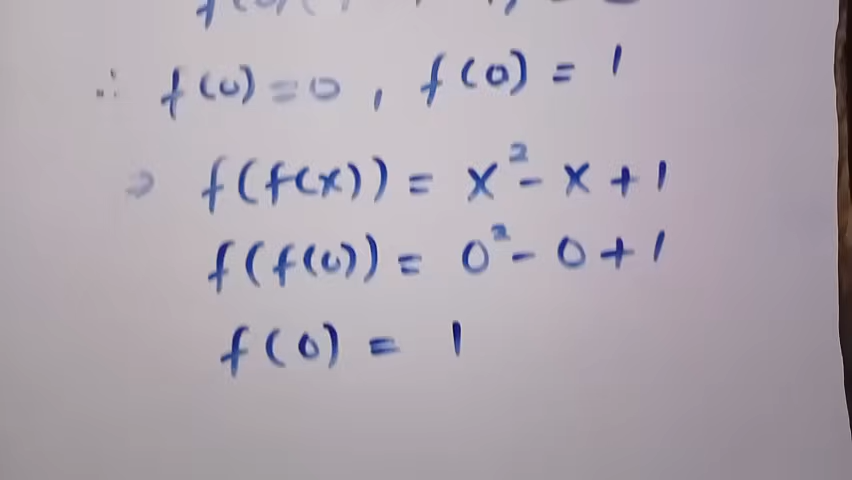 ∴ f(0) = 0 , f(0) = 1
⇒ f(f(x)) = x² - x + 1
f(f(0)) = 0² - 0 + 1
f(0) = 1